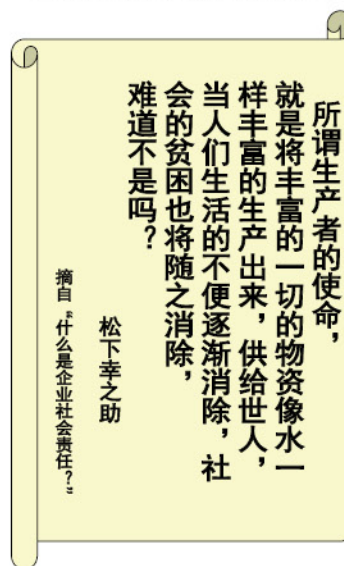 所谓生产者的使命，
就是将丰富的一切的物资像水一
样丰富的生产出来，供给世人，
当人们生活的不便逐渐消除，社
会的贫困也将随之消除，
难道不是吗？
松下幸之助
摘自“什么是企业社会责任？”